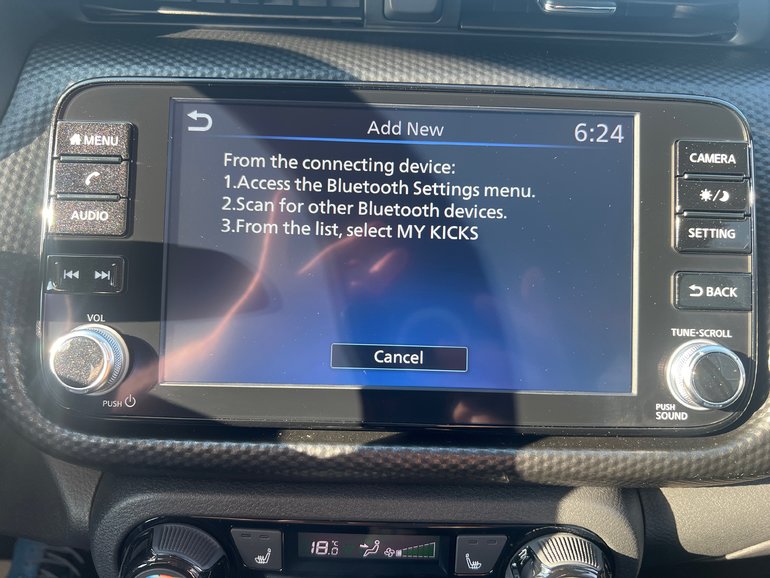 Add New
6:24
MENU
AUDIO
VOL
PUSH
From the connecting device:
1.Access the Bluetooth Settings menu.
2.Scan for other Bluetooth devices.
3.From the list, select MY KICKS
Cancel
CAMERA
SETTING
BACK
TUNE•SCROLL
PUSH
SOUND
18.0 °C